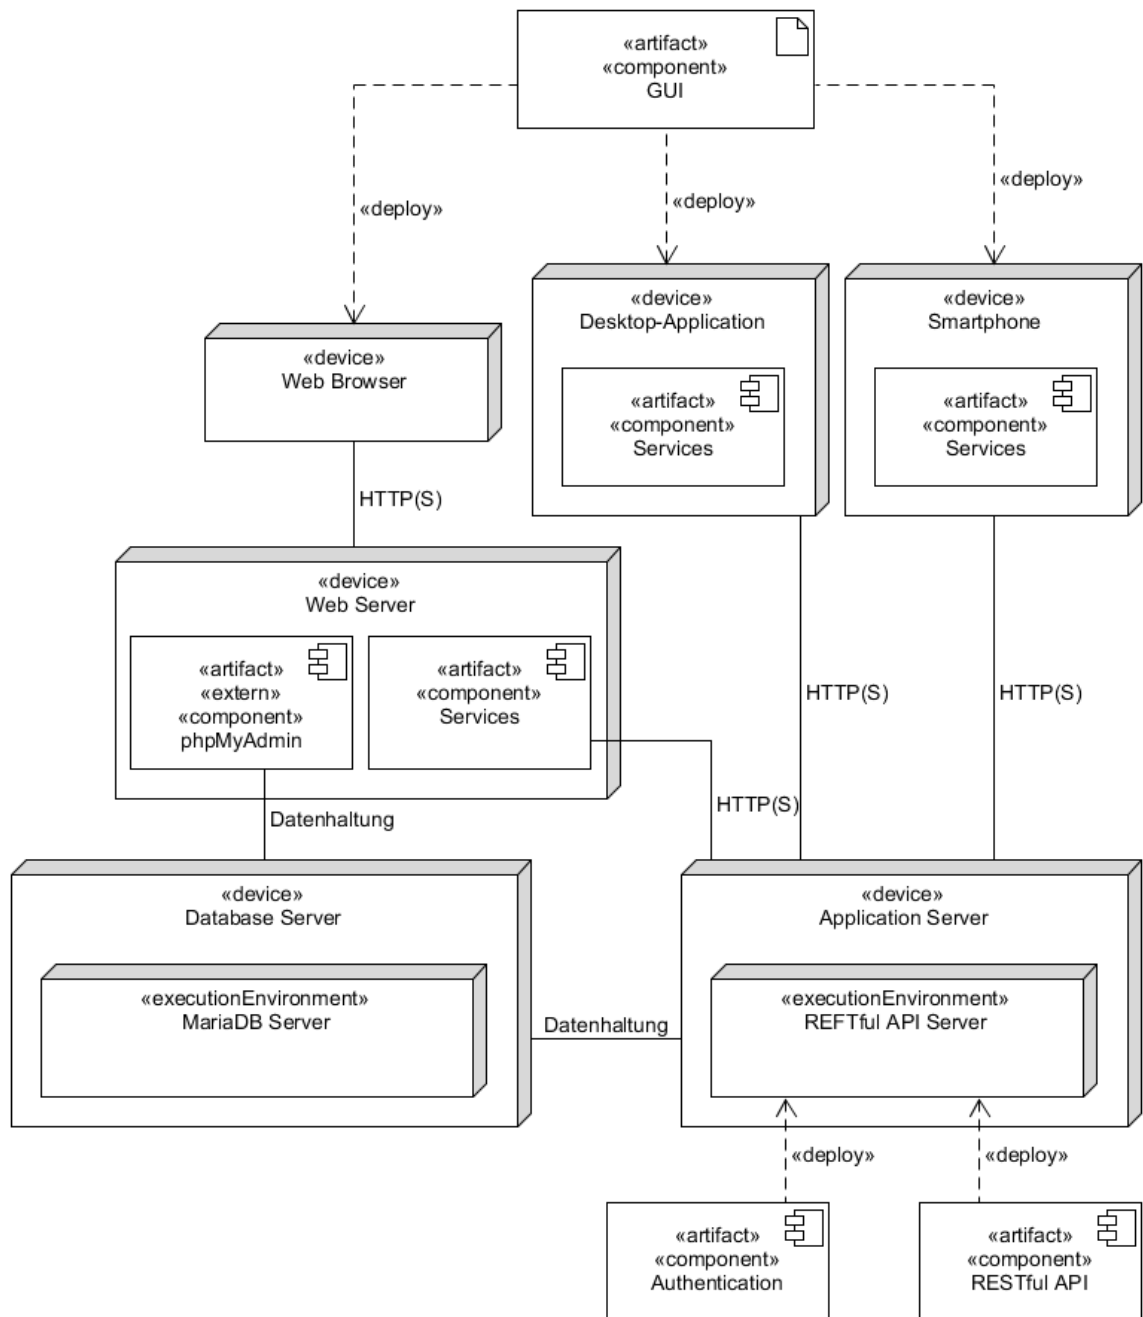 «artifact»
«component»
GUI
«deploy»
«deploy»
«deploy»
«device»
Desktop-Application
«artifact»
«component»
Services
«device»
Smartphone
«artifact»
«component»
Services
«device»
Web Browser
HTTP(S)
«device»
Web Server
«artifact»
«extern»
«component»
phpMyAdmin
«artifact»
«component»
Services
HTTP(S)
HTTP(S)
HTTP(S)
Datenhaltung
«device»
Database Server
«executionEnvironment»
MariaDB Server
Datenhaltung
«device»
Application Server
«executionEnvironment»
REFTful API Server
«deploy»
«deploy»
«artifact»
«component»
Authentication
«artifact»
«component»
RESTful API